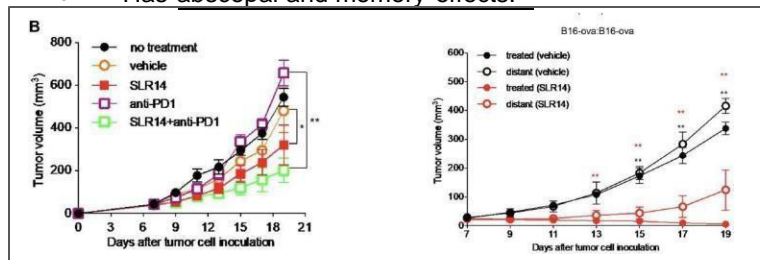 Has abscopal and memory effects.
B
no treatment
vehicle
SLR14
anti-PD1
SLR14+anti-PD1
Tumor volume (mm³)
800
600
400
200
0
0 3 6 9 12 15 18 21
Days after tumor cell inoculation
*
**
B16-ova:B16-ova
treated (vehicle)
distant (vehicle)
treated (SLR14)
distant (SLR14)
Tumor volume (mm³)
600
500
400
300
200
100
0
**
**
**
**
**
**
**
7 9 11 13 15 17 19
Days after tumor cell inoculation